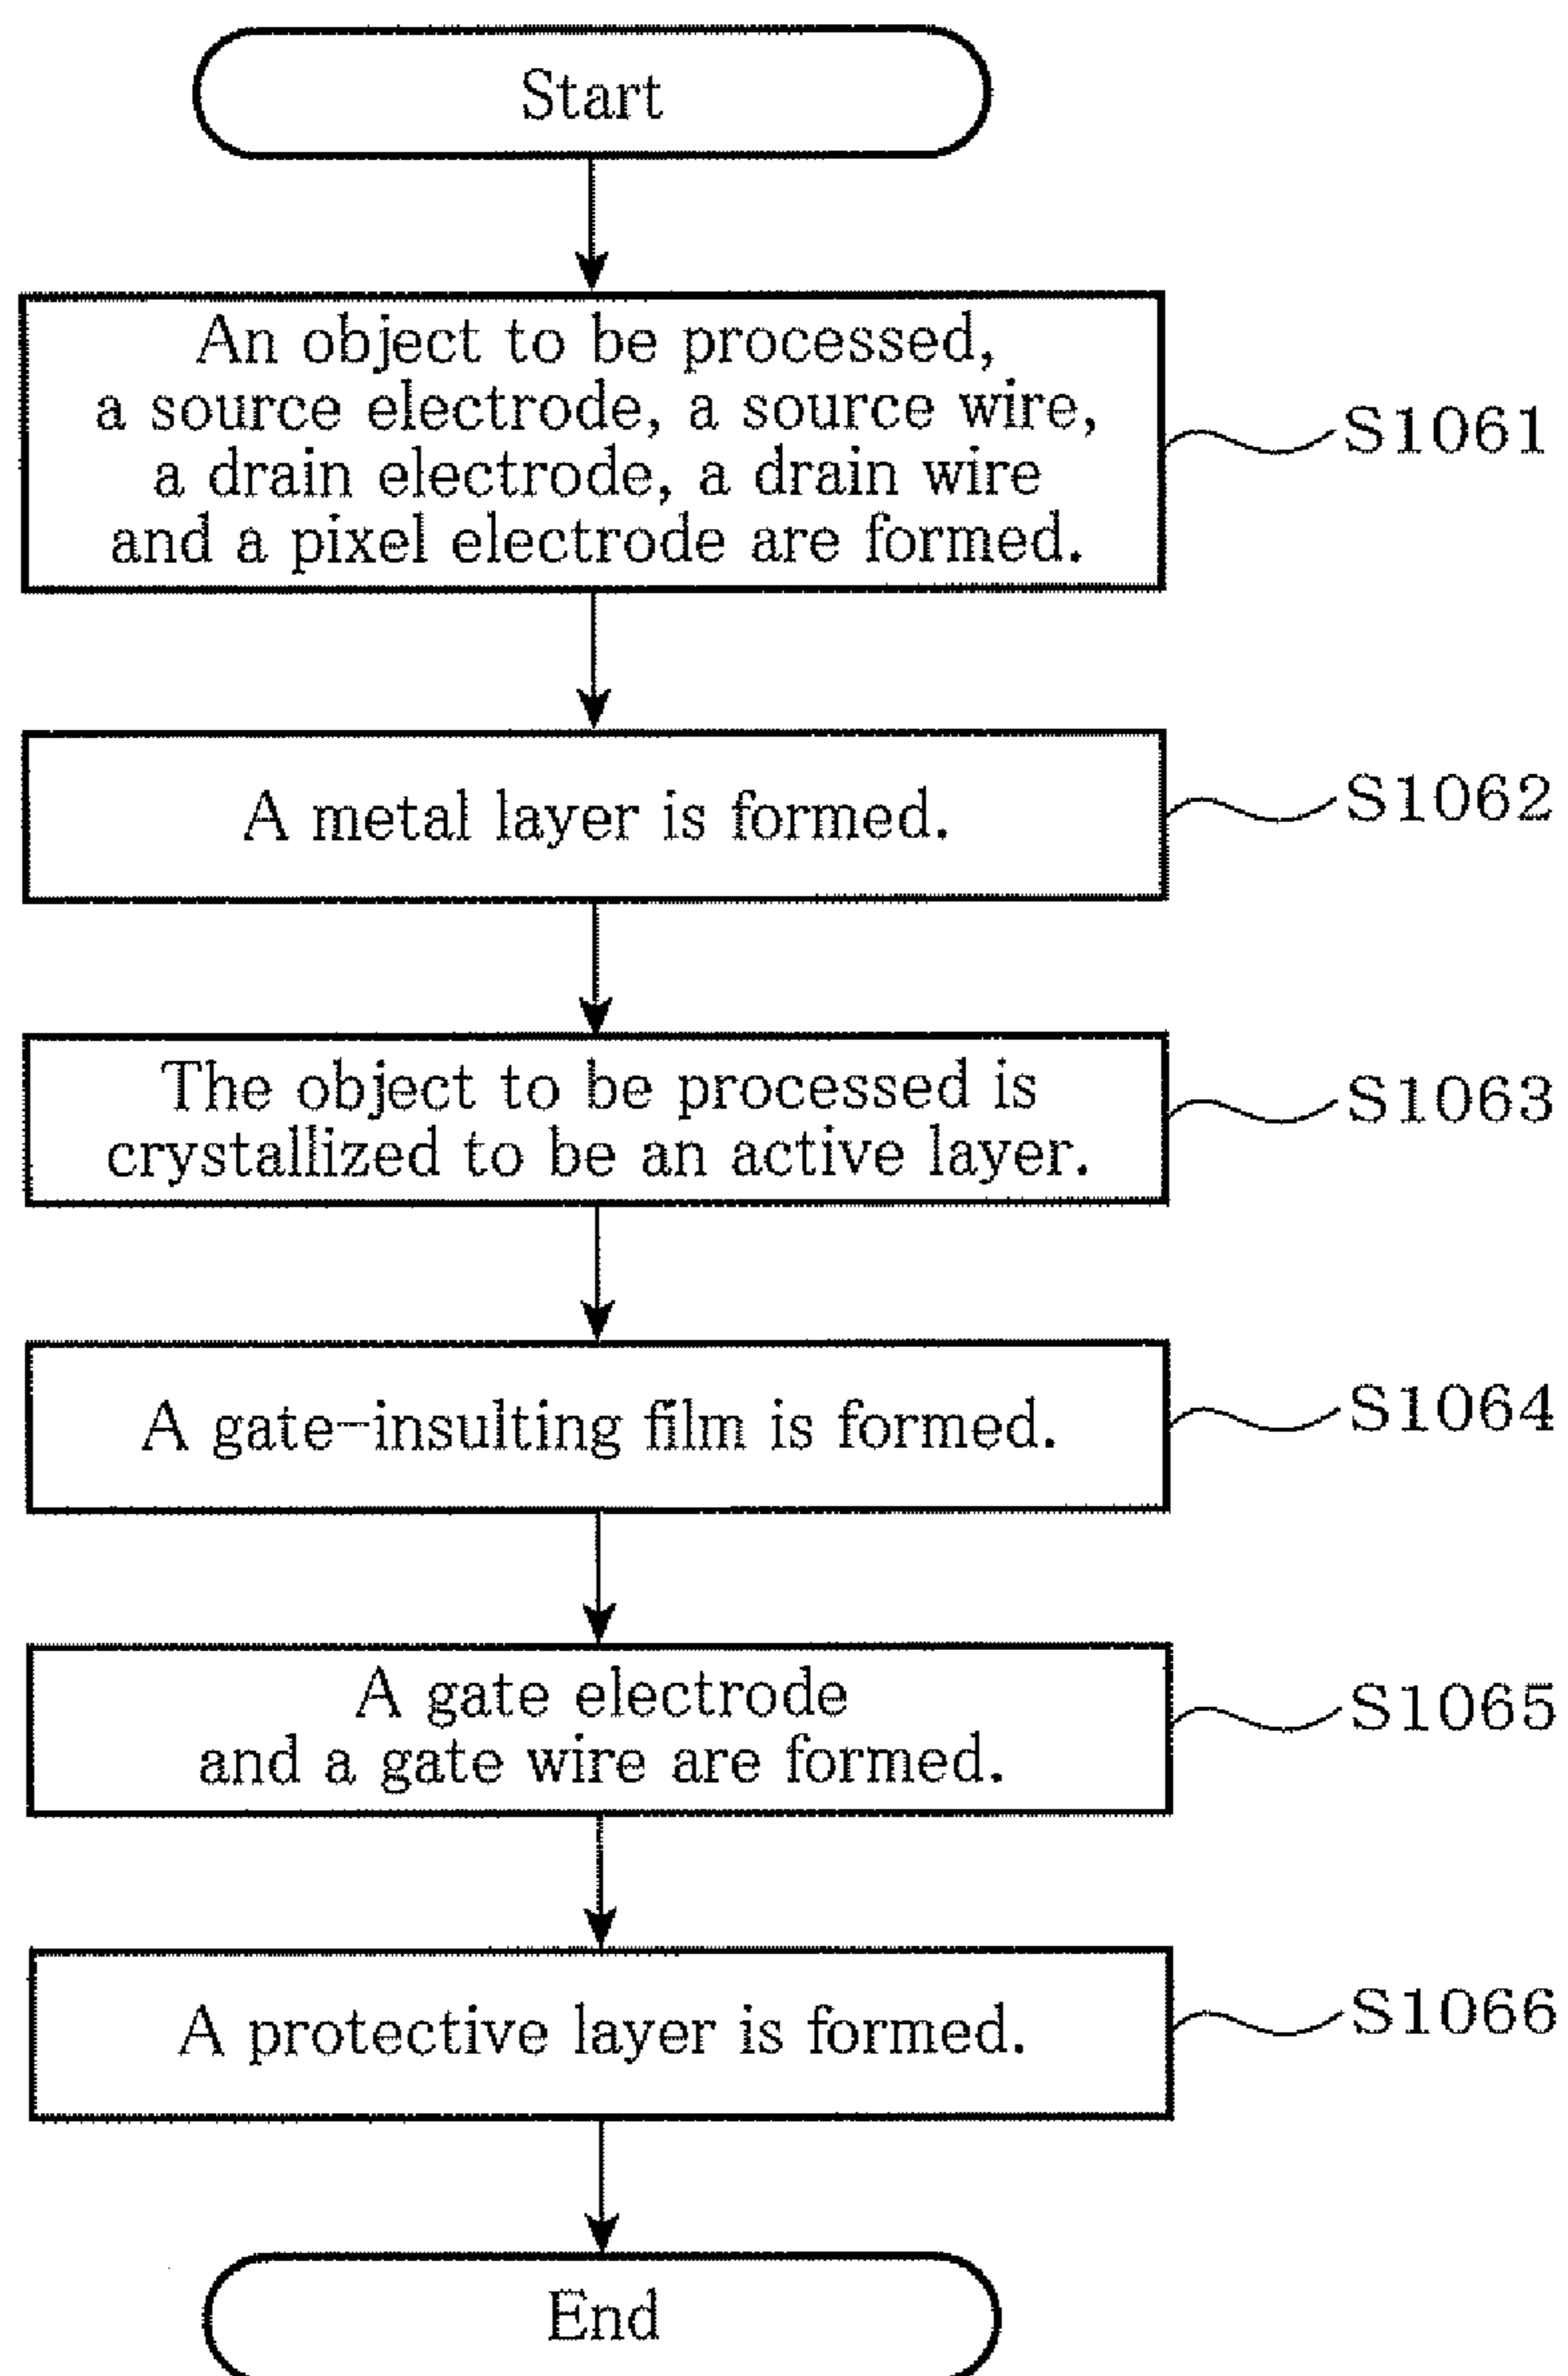 Start
An object to be processed,
a source electrode, a source wire,
a drain electrode, a drain wire
and a pixel electrode are formed.
S1061
A metal layer is formed.
S1062
The object to be processed is
crystallized to be an active layer.
S1063
A gate-insulting film is formed.
S1064
A gate electrode
and a gate wire are formed.
S1065
A protective layer is formed.
S1066
End